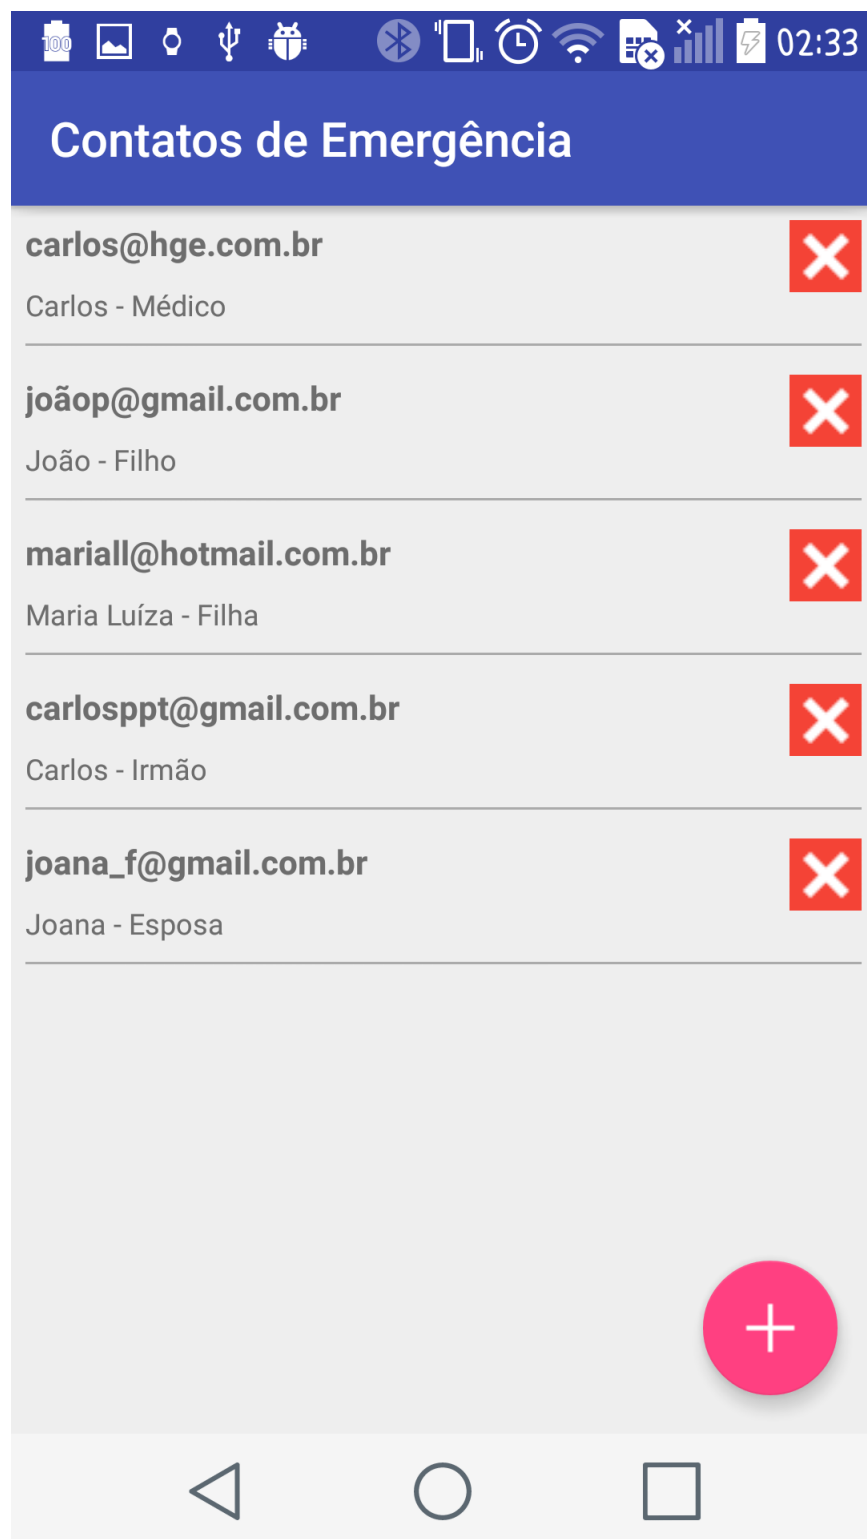 100 02:33
Contatos de Emergência
carlos@hge.com.br
Carlos - Médico
joãop@gmail.com.br
João - Filho
mariall@hotmail.com.br
Maria Luíza - Filha
carlosppt@gmail.com.br
Carlos - Irmão
joana_f@gmail.com.br
Joana - Esposa